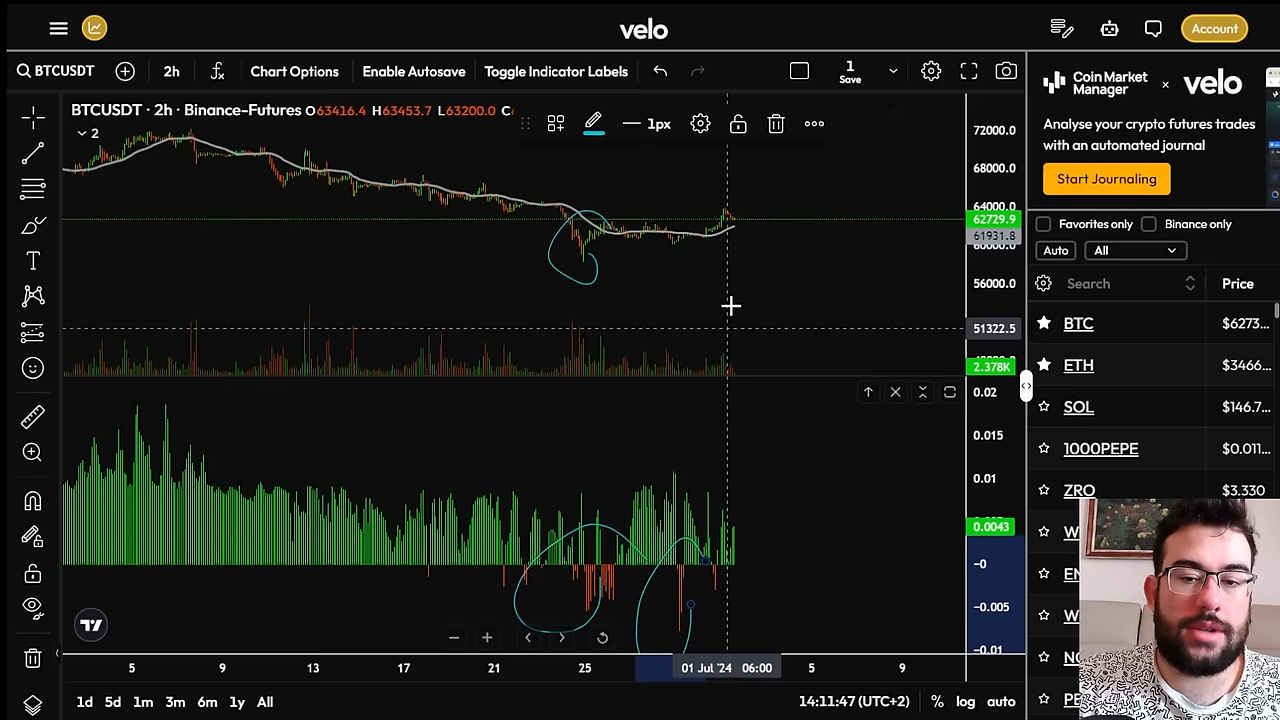 velo
Account
BTCUSDT
2h
Chart Options
Enable Autosave
Toggle Indicator Labels
1
Save
BTCUSDT · 2h · Binance-Futures O63416.4 H63453.7 L63200.0 C
2
1px
72000.0
68000.0
64000.0
62729.9
61931.8
60000.0
56000.0
51322.5
2.378K
0.02
0.015
0.01
0.0043
−0
−0.005
−0.01
5
9
13
17
21
25
01 Jul '24 06:00
5
9
1d
5d
1m
3m
6m
1y
All
14:11:47 (UTC+2)
%
log
auto
Coin Market
Manager
×
velo
Analyse your crypto futures trades
with an automated journal
Start Journaling
Favorites only
Binance only
Auto
All
Search
Price
BTC
$6273...
ETH
$3466...
SOL
$146.7...
1000PEPE
$0.011...
ZRO
$3.330
W
EN
W
PE